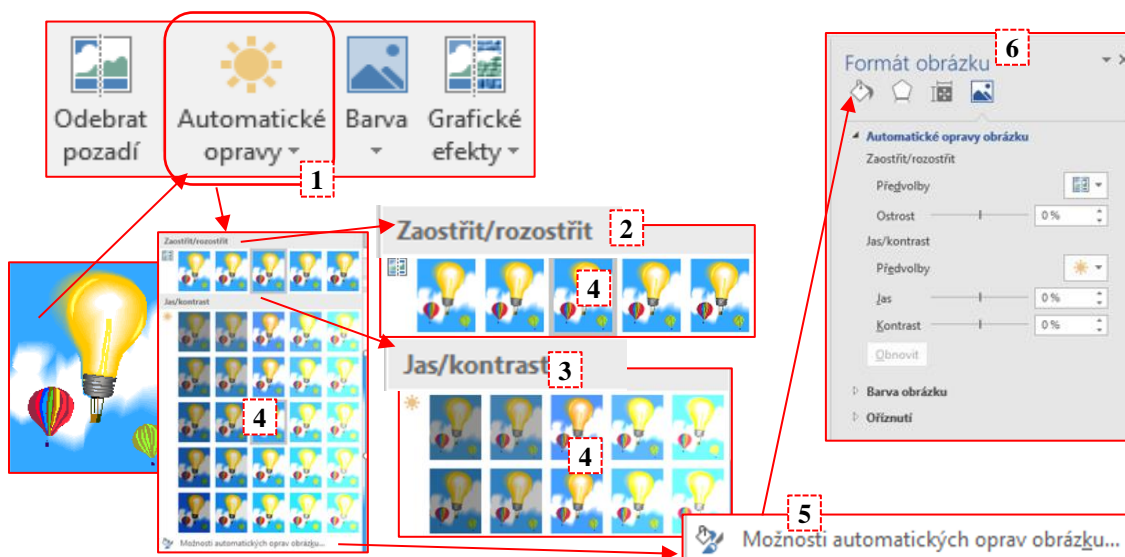 Odebrat pozadí
Automatické opravy
Barva
Grafické efekty
1
Zaostřit/rozostřit
Jas/kontrast
4
Možnosti automatických oprav obrázku...
Zaostřit/rozostřit
2
4
Jas/kontrast
3
4
5
Možnosti automatických oprav obrázku...
6
Formát obrázku
Automatické opravy obrázku
Zaostřit/rozostřit
Předvolby
Ostrost 0 %
Jas/kontrast
Předvolby
Jas 0 %
Kontrast 0 %
Obnovit
Barva obrázku
Oříznutí